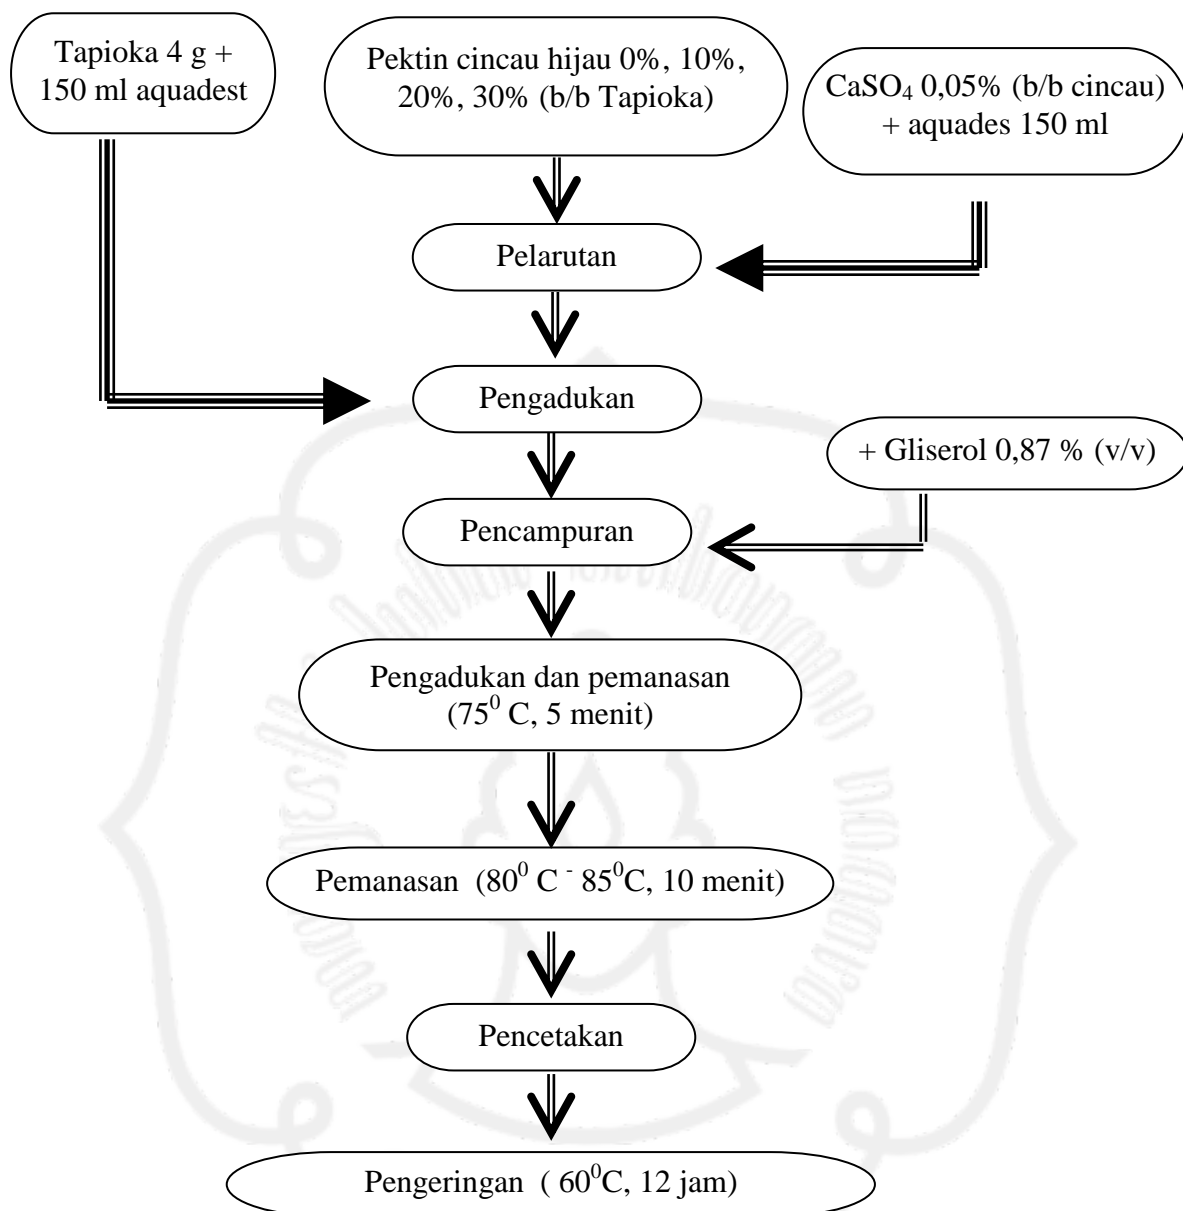 Tapioka 4 g +
150 ml aquadest
Pektin cincau hijau 0%, 10%,
20%, 30% (b/b Tapioka)
CaSO₄ 0,05% (b/b cincau)
+ aquades 150 ml
Pelarutan
Pengadukan
+ Gliserol 0,87 % (v/v)
Pencampuran
Pengadukan dan pemanasan
(75⁰ C, 5 menit)
Pemanasan (80⁰ C ⁻ 85⁰C, 10 menit)
Pencetakan
Pengeringan ( 60⁰C, 12 jam)